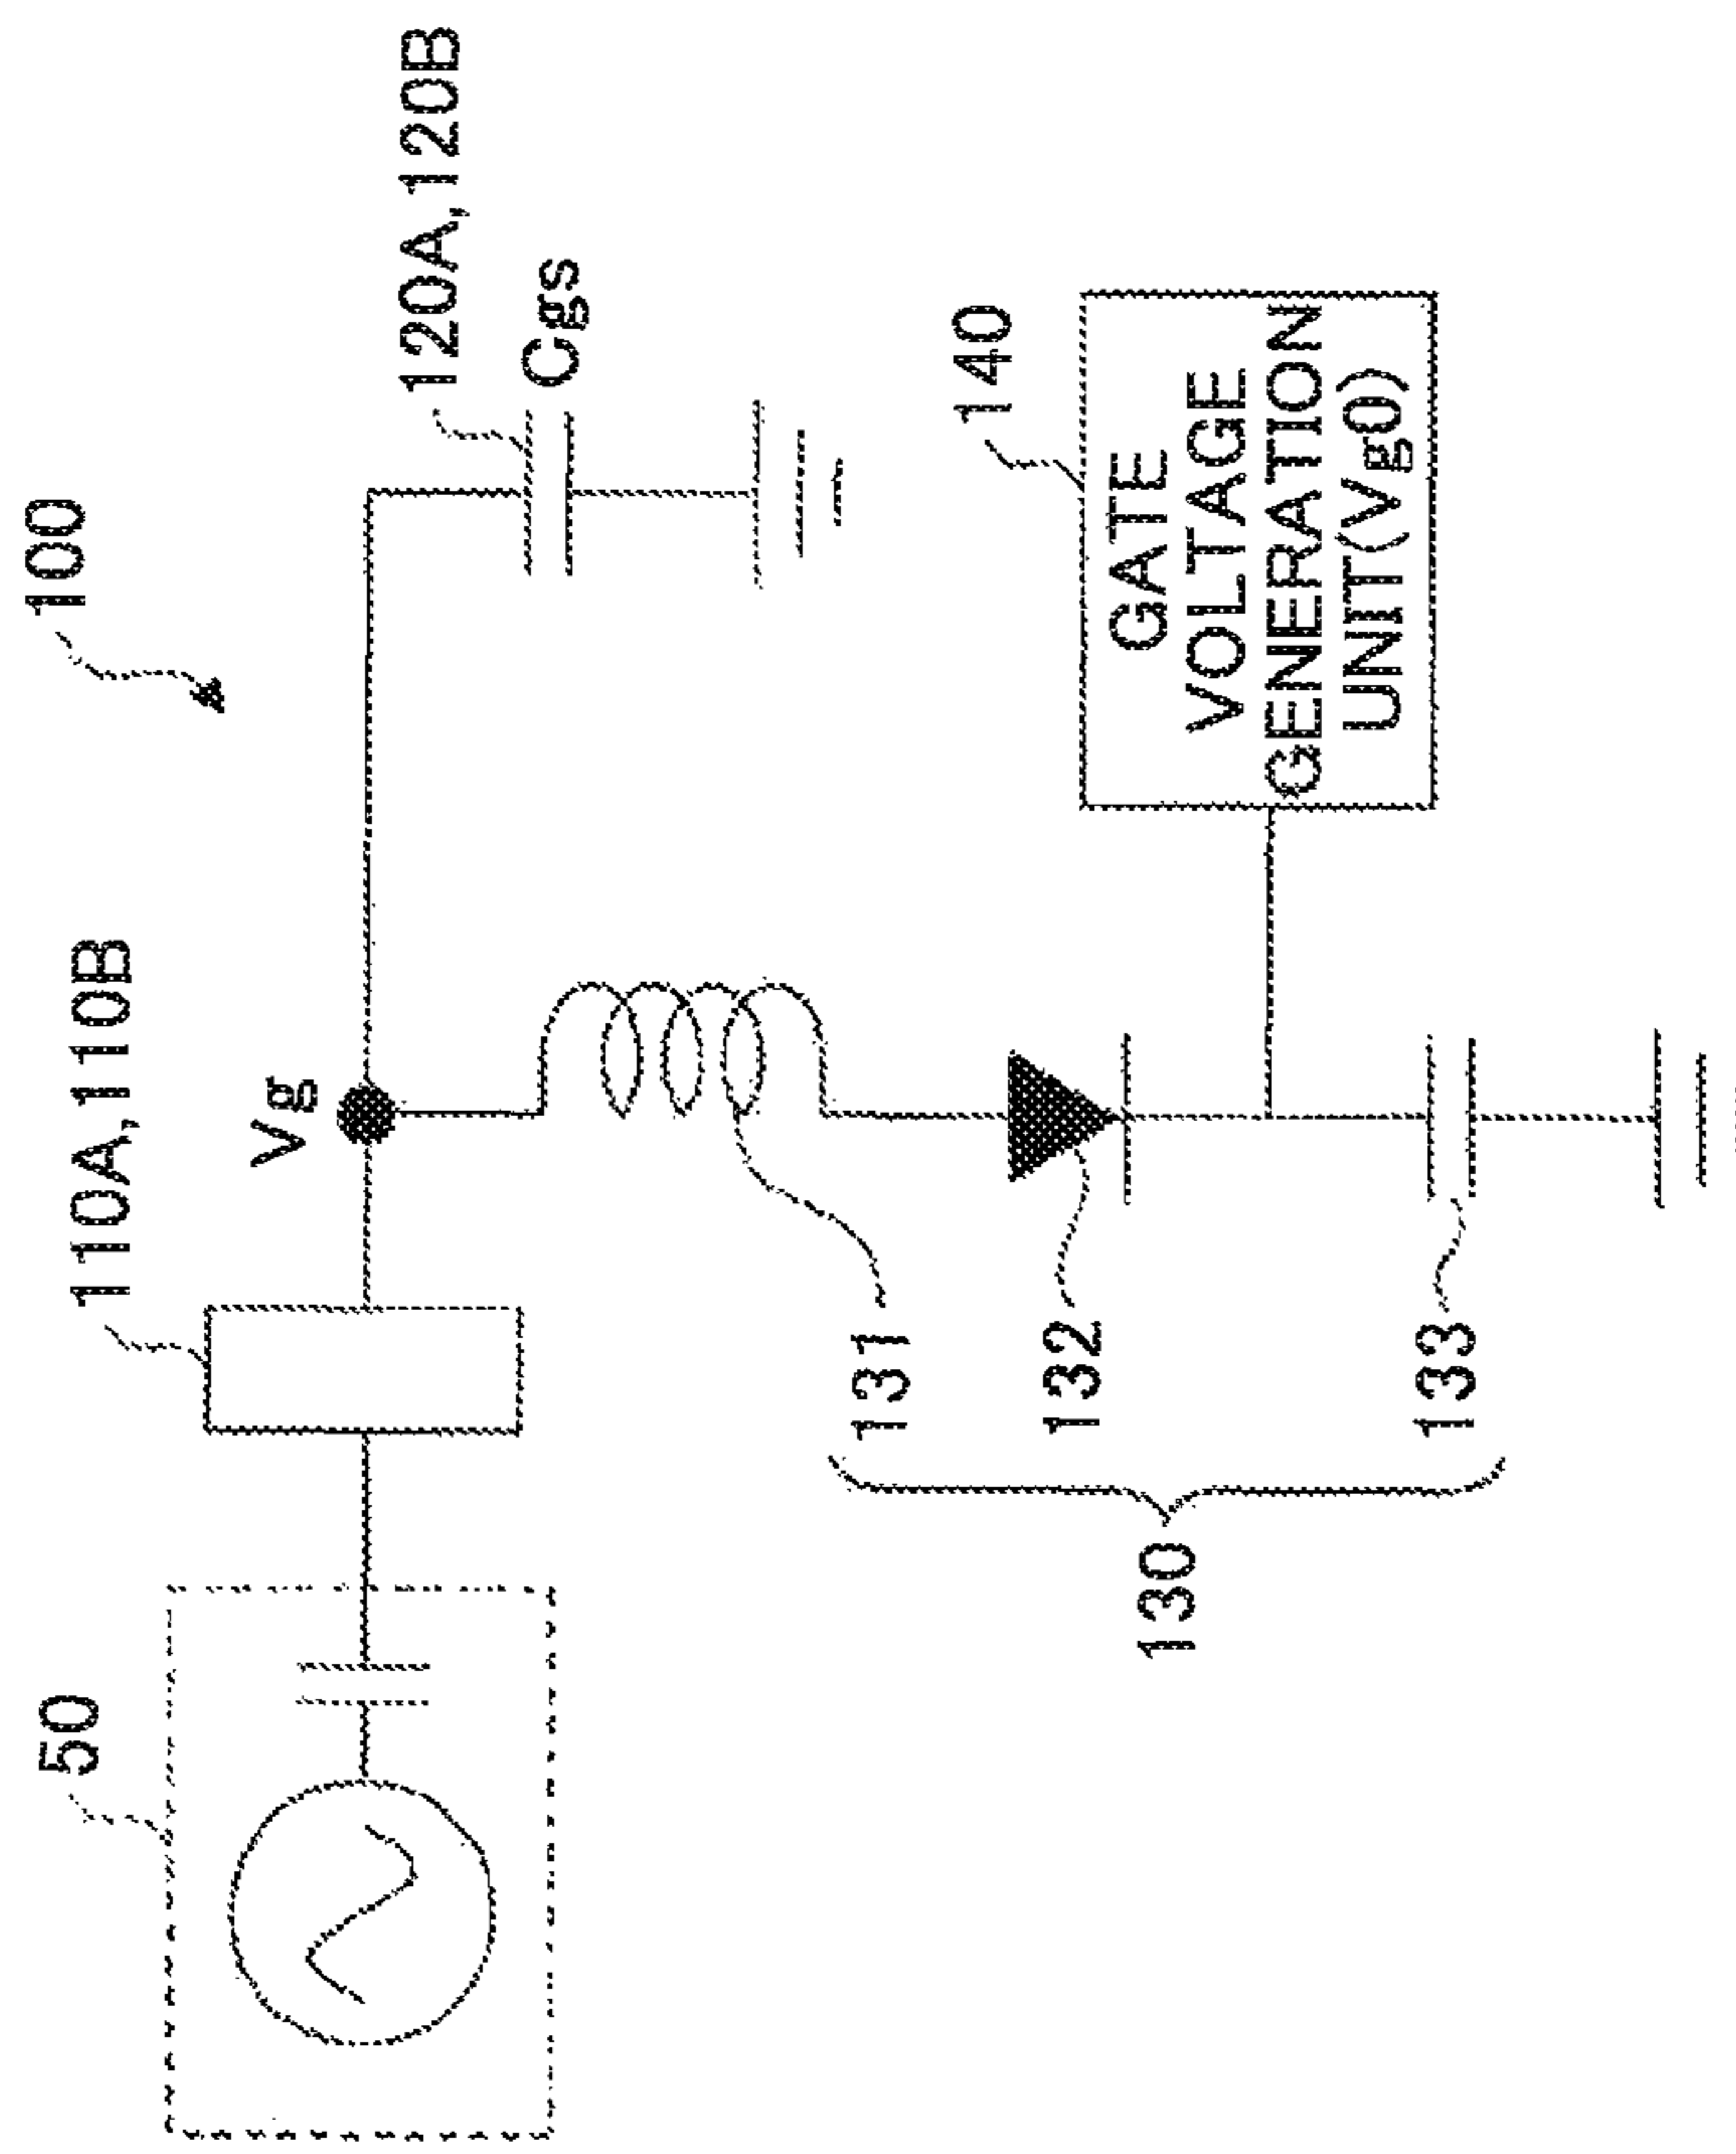 100
50
110A,110B
Vg
120A,120B
Cgs
131
132
133
130
140
GATE
VOLTAGE
GENERATION
UNIT(Vg0)